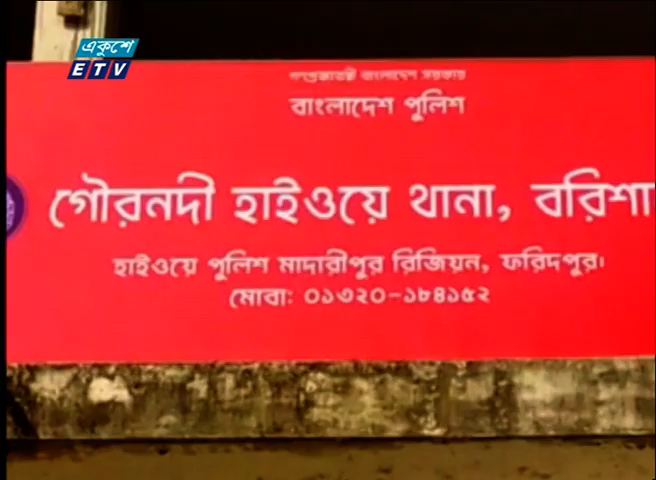 একুশে
ETV
গণপ্রজাতন্ত্রী বাংলাদেশ সরকার
বাংলাদেশ পুলিশ
গৌরনদী হাইওয়ে থানা, বরিশা
হাইওয়ে পুলিশ মাদারীপুর রিজিয়ন, ফরিদপুর।
মোবা: ০১৩২০-১৮৪১৫২